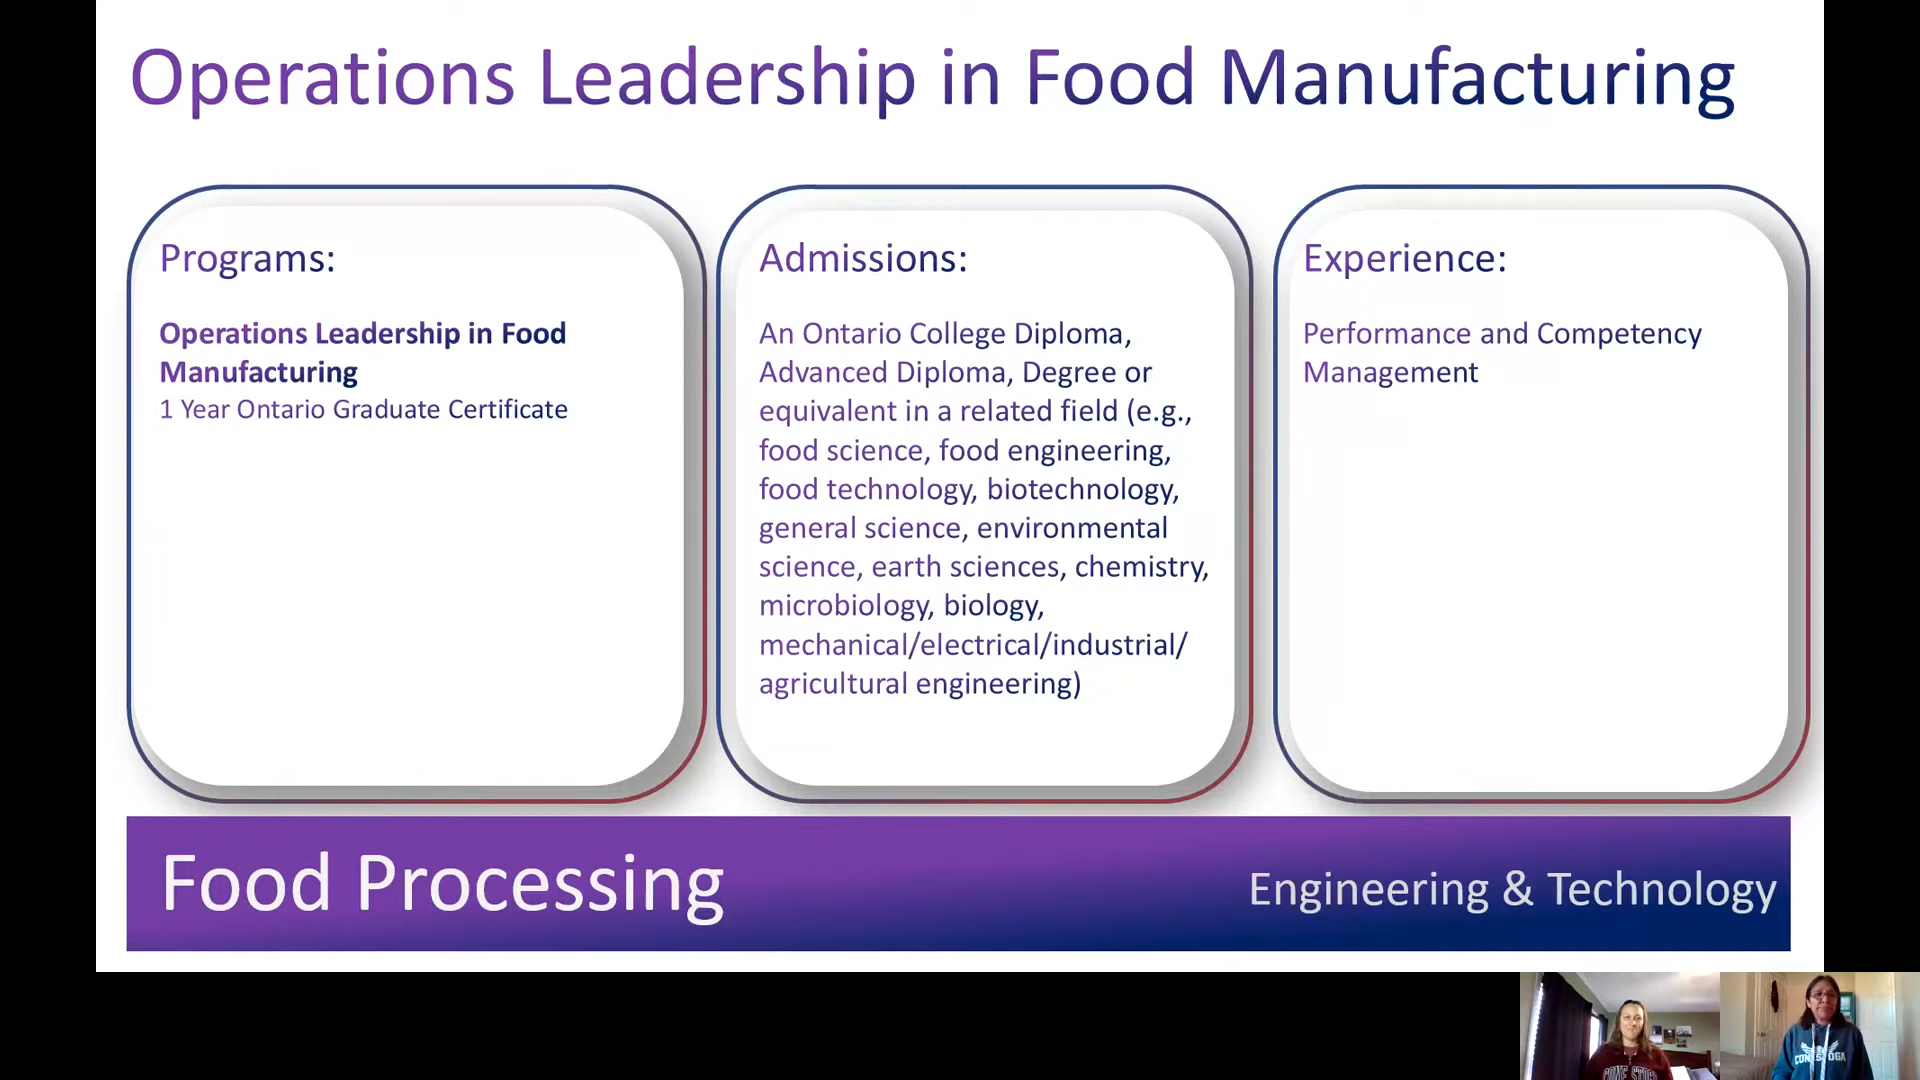 Operations Leadership in Food Manufacturing
Programs:
Operations Leadership in Food
Manufacturing
1 Year Ontario Graduate Certificate
Admissions:
An Ontario College Diploma,
Advanced Diploma, Degree or
equivalent in a related field (e.g.,
food science, food engineering,
food technology, biotechnology,
general science, environmental
science, earth sciences, chemistry,
microbiology, biology,
mechanical/electrical/industrial/
agricultural engineering)
Experience:
Performance and Competency
Management
Food Processing
Engineering & Technology